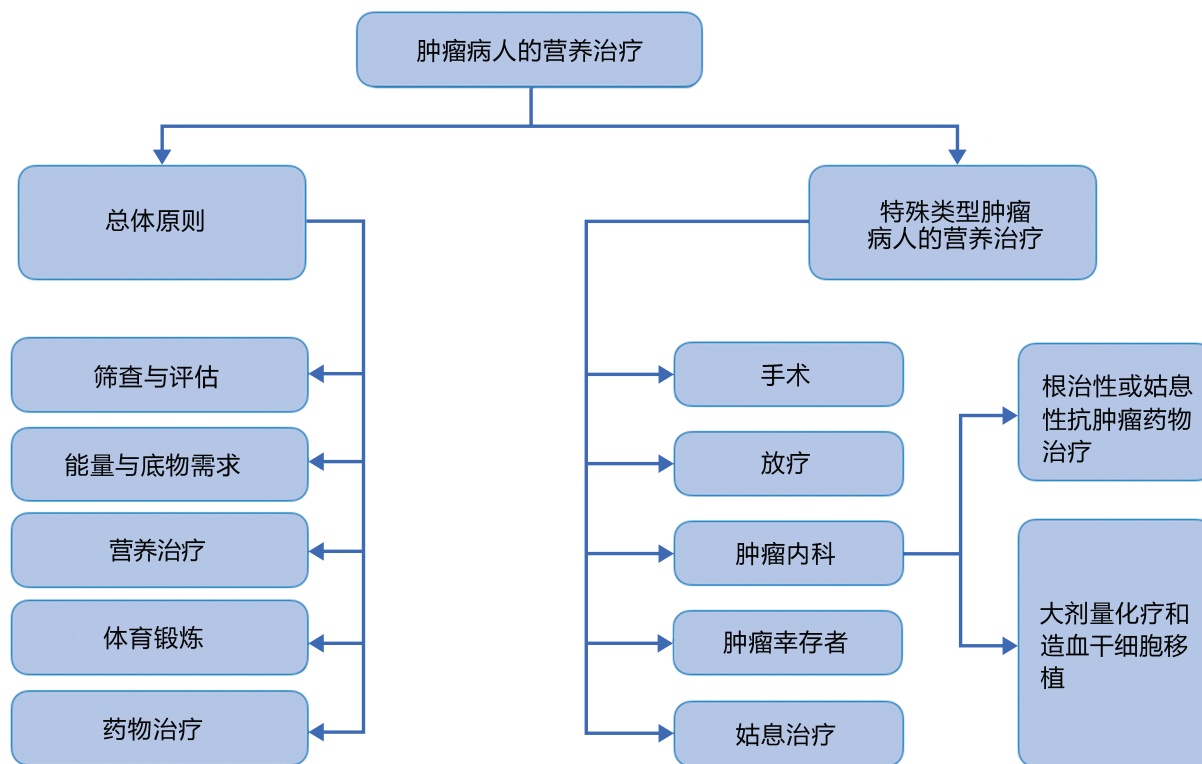 肿瘤病人的营养治疗
总体原则
特殊类型肿瘤
病人的营养治疗
筛查与评估
能量与底物需求
营养治疗
体育锻炼
药物治疗
手术
放疗
肿瘤内科
肿瘤幸存者
姑息治疗
根治性或姑息
性抗肿瘤药物
治疗
大剂量化疗和
造血干细胞移
植